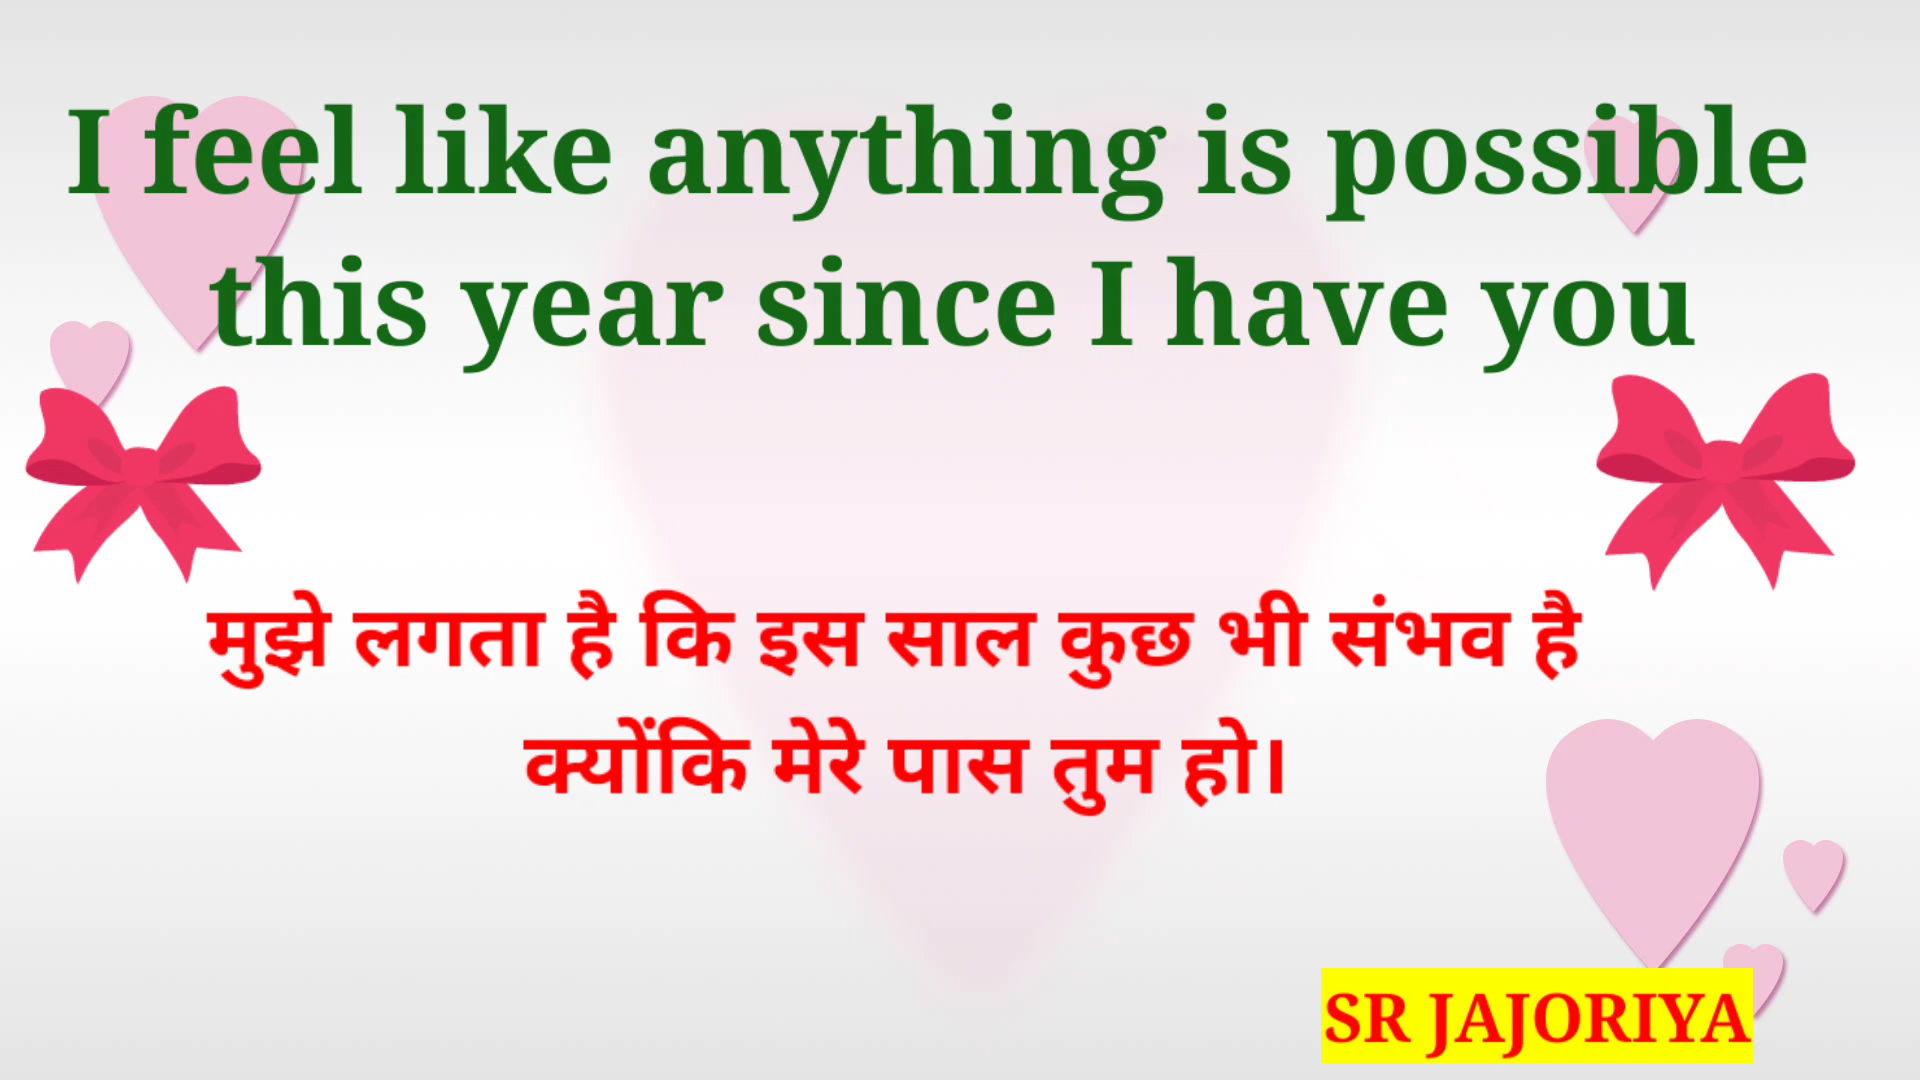 I feel like anything is possible
this year since I have you
मुझे लगता है कि इस साल कुछ भी संभव है
क्योंकि मेरे पास तुम हो।
SR JAJORIYA